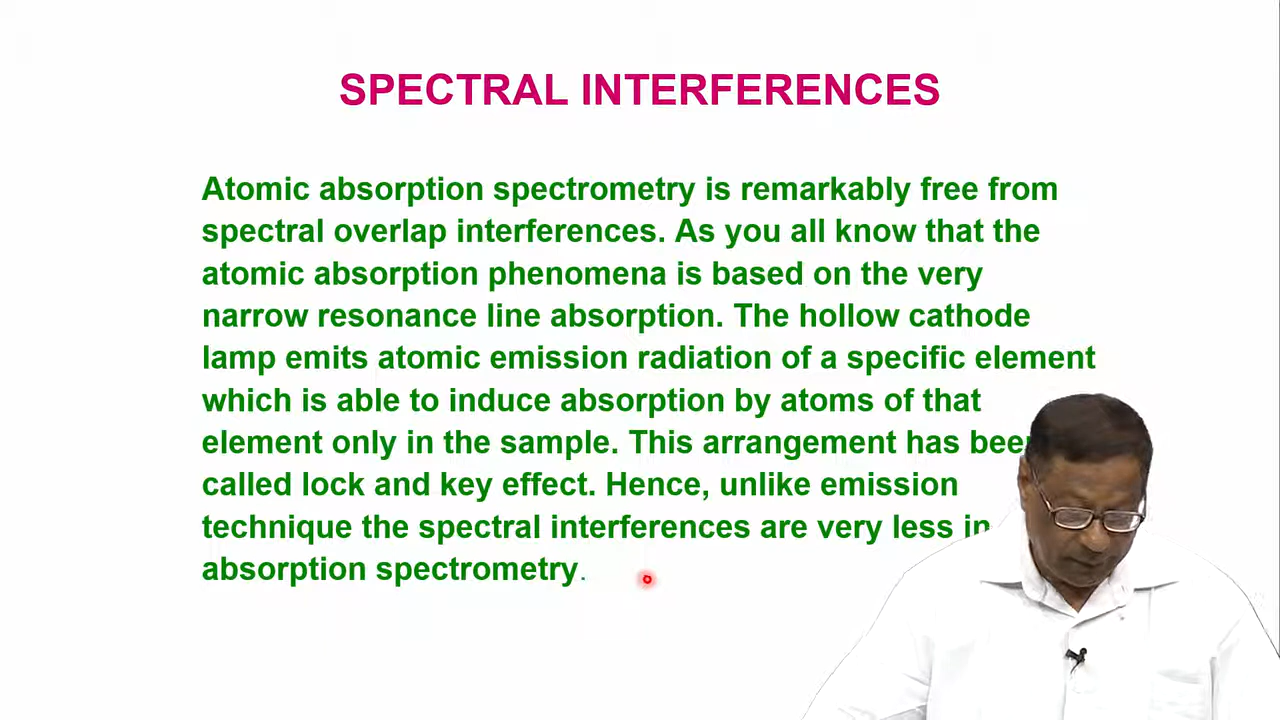 SPECTRAL INTERFERENCES
Atomic absorption spectrometry is remarkably free from
spectral overlap interferences. As you all know that the
atomic absorption phenomena is based on the very
narrow resonance line absorption. The hollow cathode
lamp emits atomic emission radiation of a specific element
which is able to induce absorption by atoms of that
element only in the sample. This arrangement has been
called lock and key effect. Hence, unlike emission
technique the spectral interferences are very less in
absorption spectrometry.